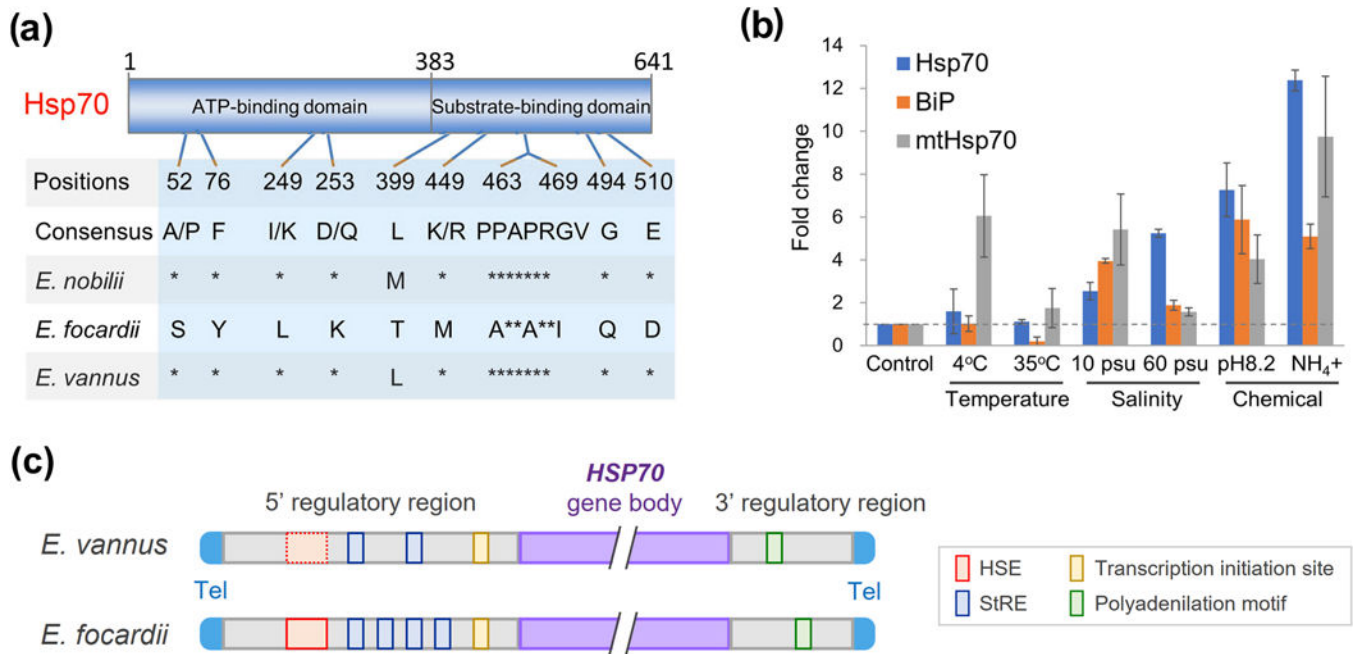 (a)
1 383 641
Hsp70 ATP-binding domain Substrate-binding domain
Positions 52 76 249 253 399 449 463 469 494 510
Consensus A/P F I/K D/Q L K/R PPAPRGV G E
E. nobilii * * * * M * ******* * *
E. focardii S Y L K T M A**A**I Q D
E. vannus * * * * L * ******* * *
(b)
Fold change
14
12
10
8
6
4
2
0
Hsp70
BiP
mtHsp70
Control 4°C 35°C 10 psu 60 psu pH8.2 NH4+
Temperature Salinity Chemical
(c)
5’ regulatory region HSP70 gene body 3’ regulatory region
E. vannus
Tel Tel
E. focardii
HSE Transcription initiation site
StRE Polyadenilation motif